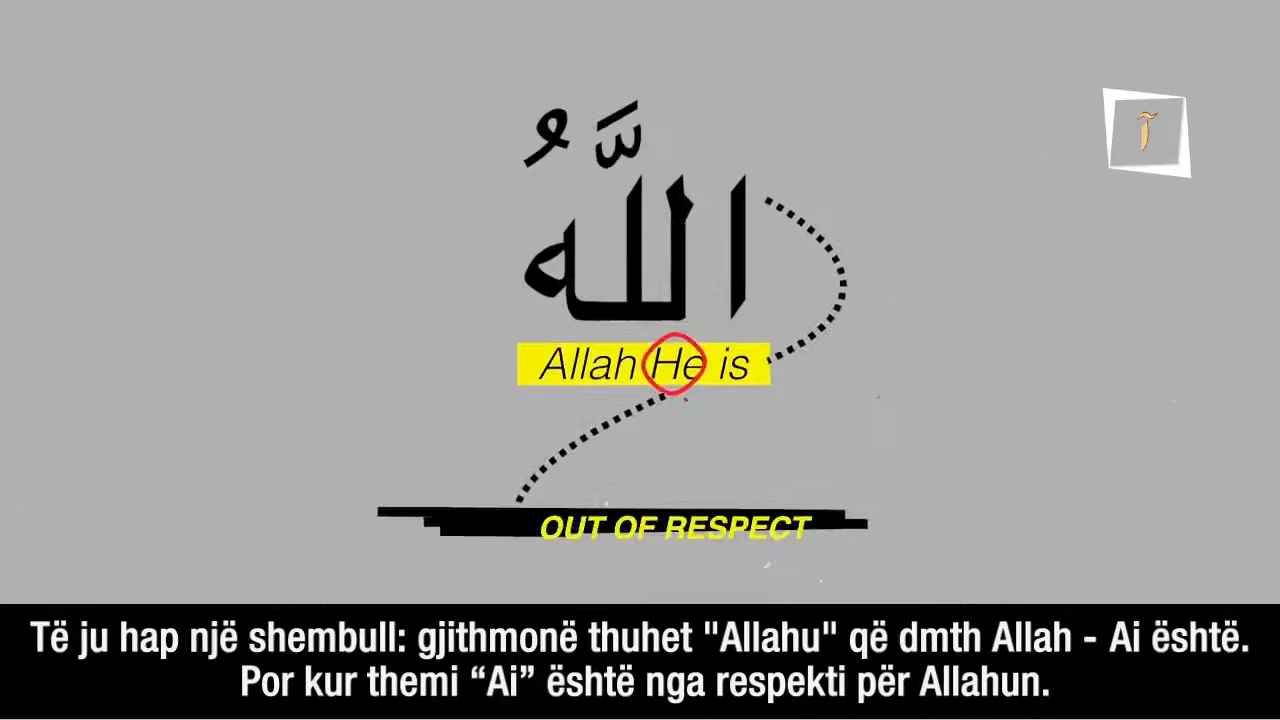 اللَّهُ
Allah He is
OUT OF RESPECT
Të ju hap një shembull: gjithmonë thuhet "Allahu" që dmth Allah - Ai është.
Por kur themi “Ai” është nga respekti për Allahun.